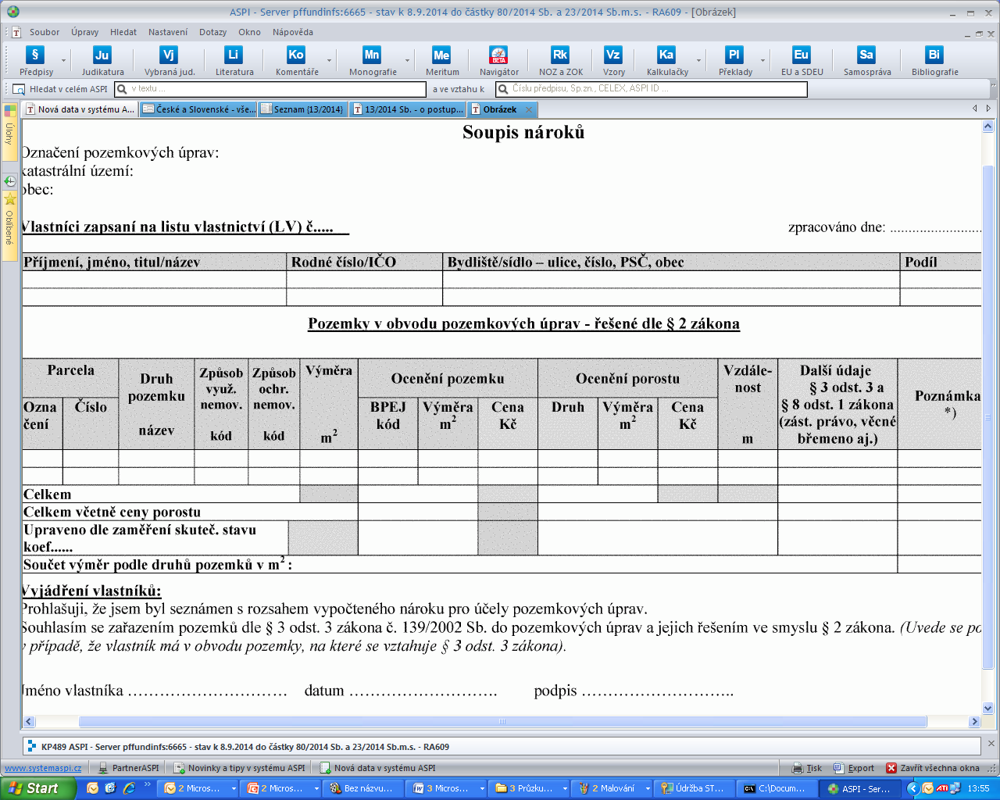 ASPI - Server pffundinfs:6665 - stav k 8.9.2014 do částky 80/2014 Sb. a 23/2014 Sb.m.s. - RA609 - [Obrázek]
Soubor Úpravy Hledat Nastavení Dotazy Okno Nápověda
§ Ju Vj Li Ko Mn Me BETA Rk Vz Ka Pl Eu Sa Bi
Předpisy Judikatura Vybraná jud. Literatura Komentáře Monografie Meritum Navigátor NOZ a ZOK Vzory Kalkulačky Překlady EU a SDEU Samospráva Bibliografie
Hledat v celém ASPI v textu ... a ve vztahu k Číslu předpisu, Sp.zn., CELEX, ASPI ID ...
Nová data v systému A... České a Slovenské - vše... Seznam {13/2014} 13/2014 Sb. - o postup... Obrázek
Úlohy
Oblíbené
Soupis nároků
Označení pozemkových úprav:
katastrální území:
obec:
Vlastníci zapsaní na listu vlastnictví (LV) č..... zpracováno dne: .........................
Příjmení, jméno, titul/název Rodné číslo/IČO Bydliště/sídlo – ulice, číslo, PSČ, obec Podíl
Pozemky v obvodu pozemkových úprav - řešené dle § 2 zákona
Parcela
Ozna
čení
Číslo
Druh
pozemku
název
Způsob
využ.
nemov.
kód
Způsob
ochr.
nemov.
kód
Výměra
m²
Ocenění pozemku
BPEJ
kód
Výměra
m²
Cena
Kč
Ocenění porostu
Druh
Výměra
m²
Cena
Kč
Vzdále-
nost
m
Další údaje
§ 3 odst. 3 a
§ 8 odst. 1 zákona
(zást. právo, věcné
břemeno aj.)
Poznámka
*)
Celkem
Celkem včetně ceny porostu
Upraveno dle zaměření skuteč. stavu
koef......
Součet výměr podle druhů pozemků v m² :
Vyjádření vlastníků:
Prohlašuji, že jsem byl seznámen s rozsahem vypočteného nároku pro účely pozemkových úprav.
Souhlasím se zařazením pozemků dle § 3 odst. 3 zákona č. 139/2002 Sb. do pozemkových úprav a jejich řešením ve smyslu § 2 zákona. (Uvede se po
v případě, že vlastník má v obvodu pozemky, na které se vztahuje § 3 odst. 3 zákona).
Jméno vlastníka ………………………… datum ………………………. podpis ………………………..
KP489 ASPI - Server pffundinfs:6665 - stav k 8.9.2014 do částky 80/2014 Sb. a 23/2014 Sb.m.s. - RA609
www.systemaspi.cz PartnerASPI Novinky a tipy v systému ASPI Nová data v systému ASPI Tisk Export Zavřít všechna okna
Start 2 Micros... 2 Micros... Bez názvu... 3 Micros... 3 Průzku... 2 Malování Údržba ST... C:\Docum... ASPI - Ser... ATI 13:55